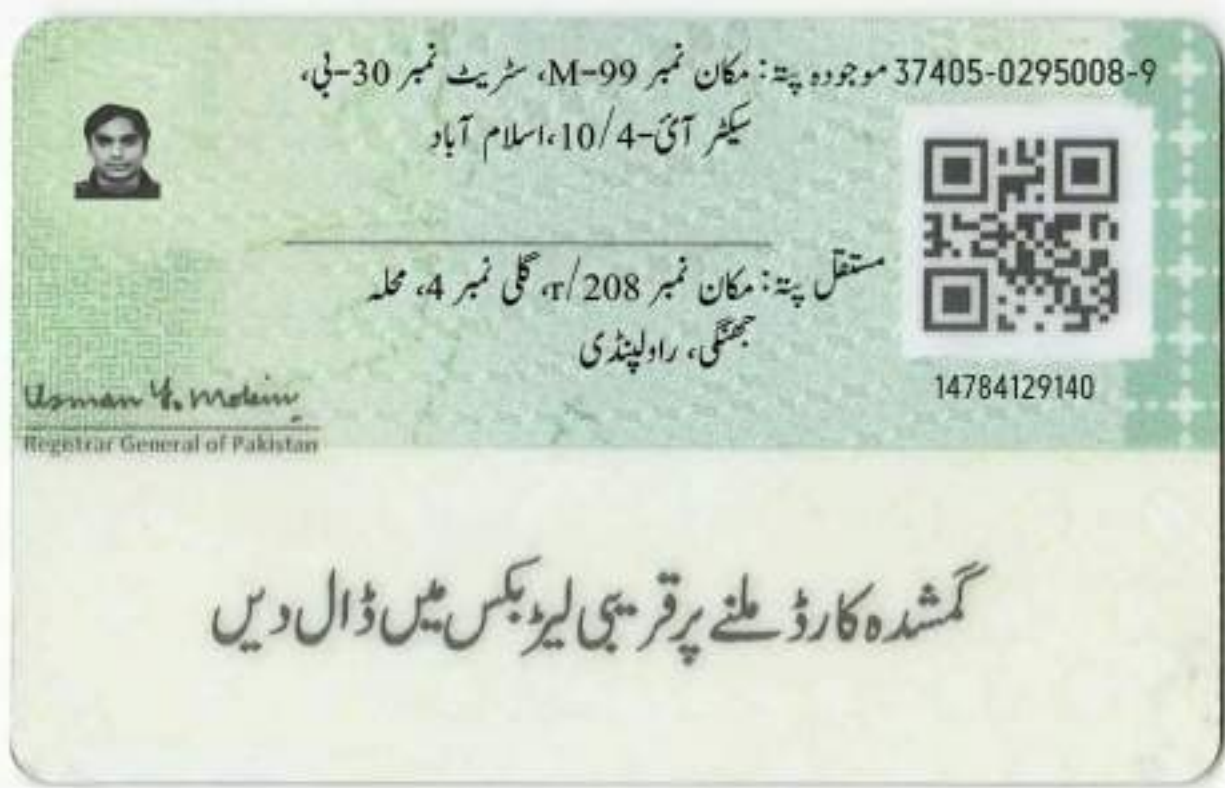 37405-0295008-9 موجودہ پتہ: مکان نمبر M-99، سٹریٹ نمبر 30-بی،
سیکٹر آئ-10/4،اسلام آباد
مستقل پتہ: مکان نمبر r/208، گلی نمبر 4، محلہ
جھنگی، راولپنڈی
14784129140
Usman Y. Mobin
Registrar General of Pakistan
گمشدہ کارڈ ملنے پر قریبی لیٹر بکس میں ڈال دیں